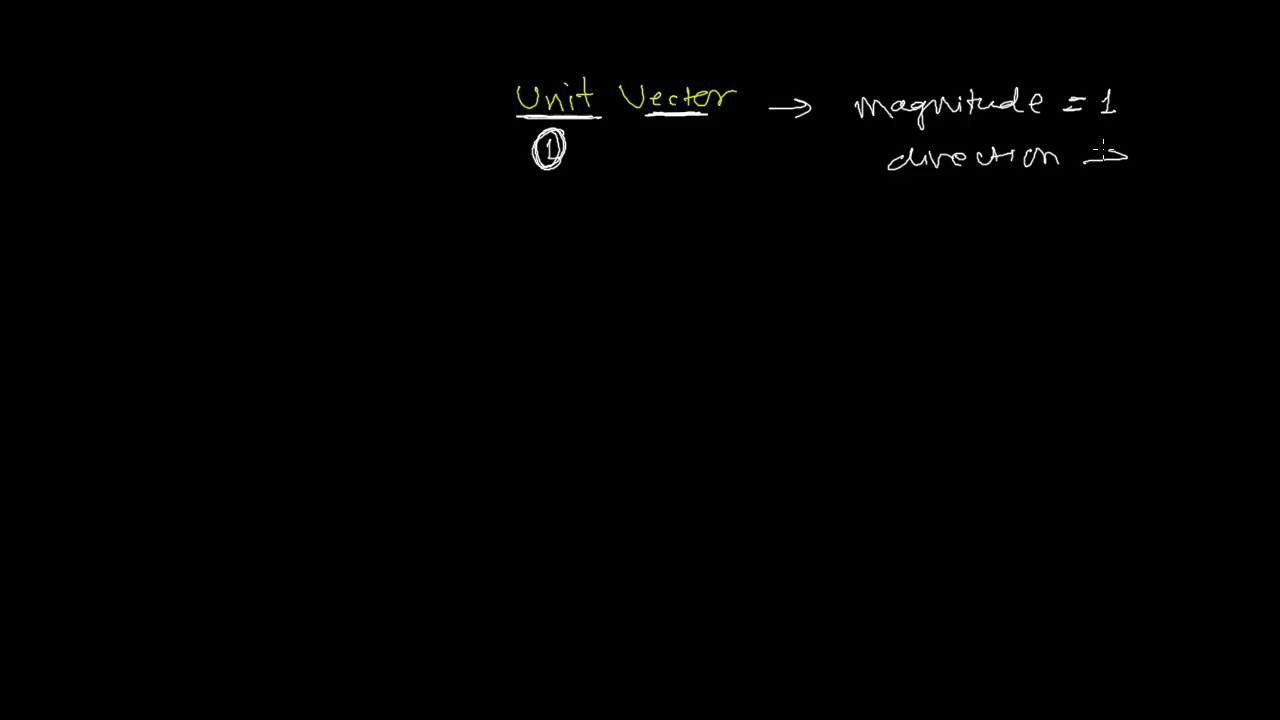 Unit Vector → magnitude = 1
① direction →